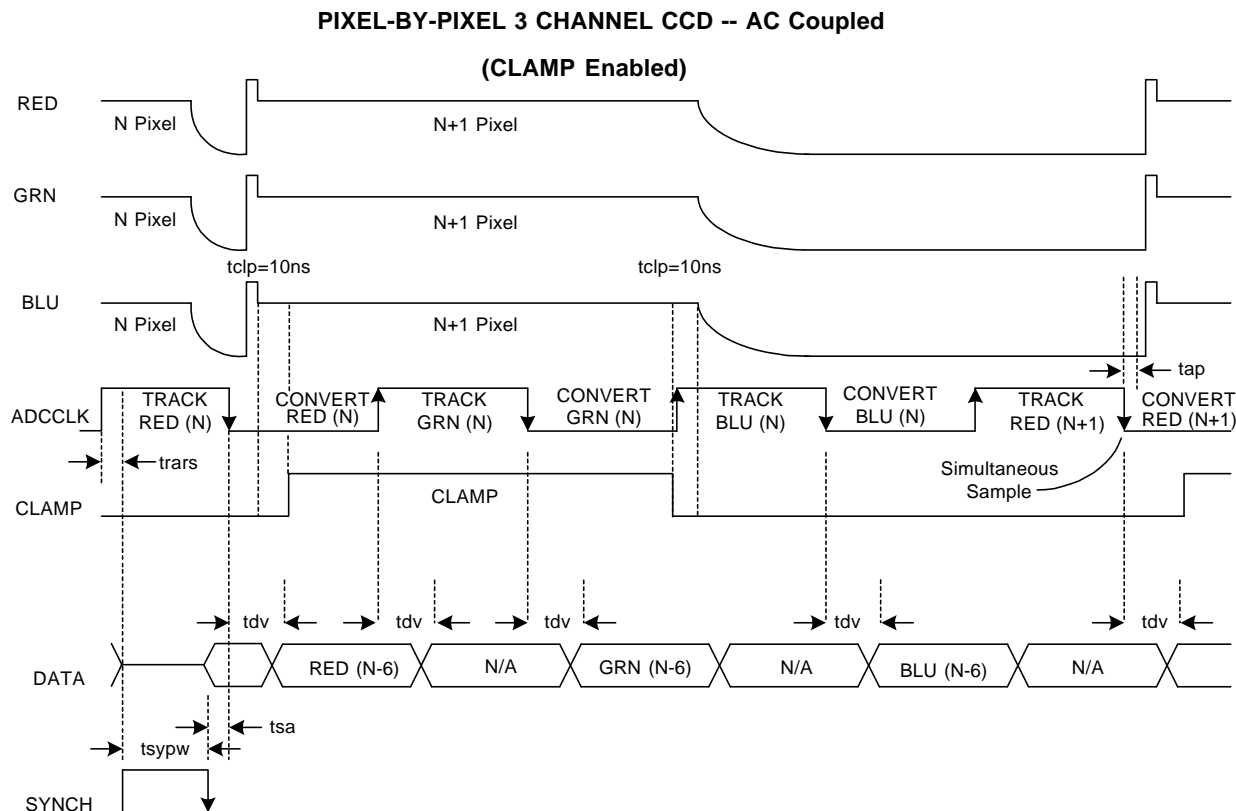 PIXEL-BY-PIXEL 3 CHANNEL CCD -- AC Coupled
(CLAMP Enabled)
RED
N Pixel
N+1 Pixel
GRN
N Pixel
N+1 Pixel
tclp=10ns
tclp=10ns
BLU
N Pixel
N+1 Pixel
tap
ADCCLK
TRACK
RED (N)
CONVERT
RED (N)
TRACK
GRN (N)
CONVERT
GRN (N)
TRACK
BLU (N)
CONVERT
BLU (N)
TRACK
RED (N+1)
CONVERT
RED (N+1)
trars
Simultaneous
Sample
CLAMP
CLAMP
tdv
tdv
tdv
tdv
tdv
DATA
RED (N-6)
N/A
GRN (N-6)
N/A
BLU (N-6)
N/A
tsa
tsypw
SYNCH